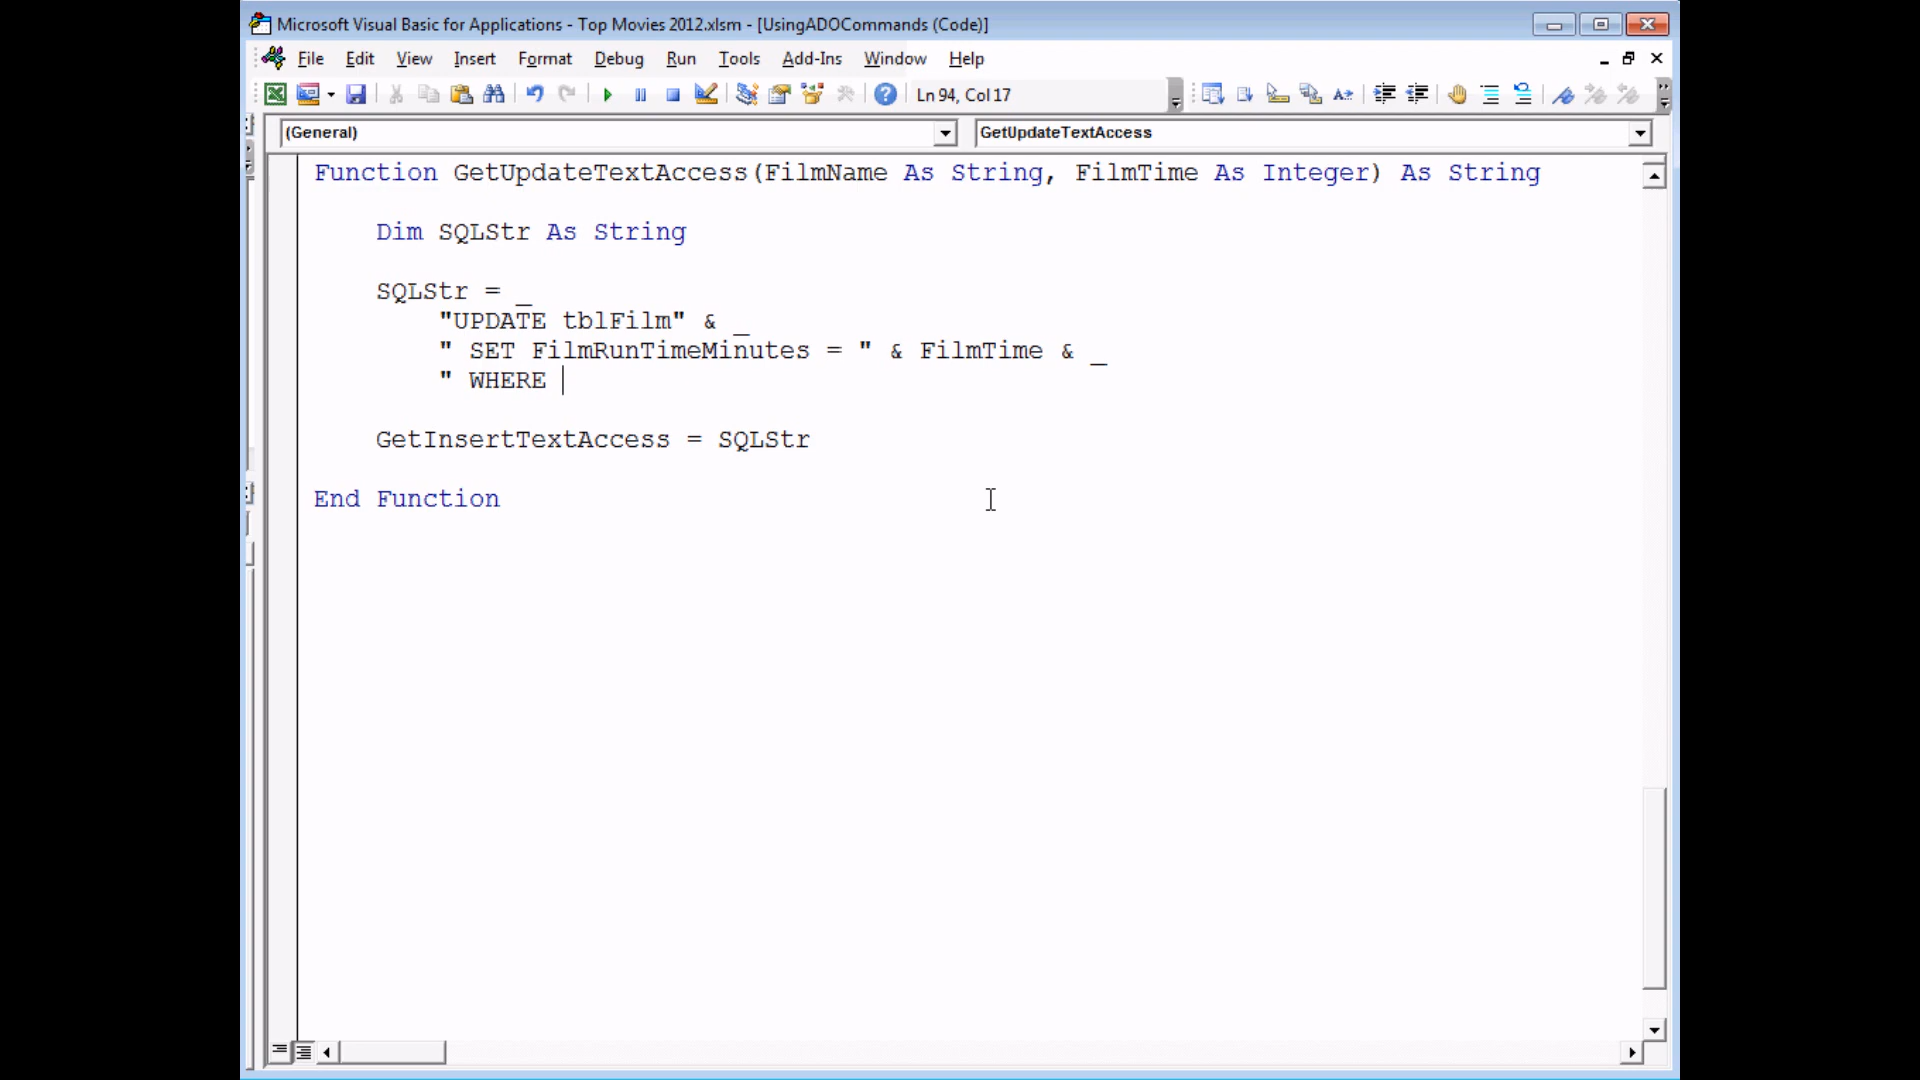 Microsoft Visual Basic for Applications - Top Movies 2012.xlsm - [UsingADOCommands (Code)]
File Edit View Insert Format Debug Run Tools Add-Ins Window Help
Ln 94, Col 17
(General) GetUpdateTextAccess
Function GetUpdateTextAccess(FilmName As String, FilmTime As Integer) As String
Dim SQLStr As String
SQLStr = _
"UPDATE tblFilm" & _
" SET FilmRunTimeMinutes = " & FilmTime & _
" WHERE
GetInsertTextAccess = SQLStr
End Function